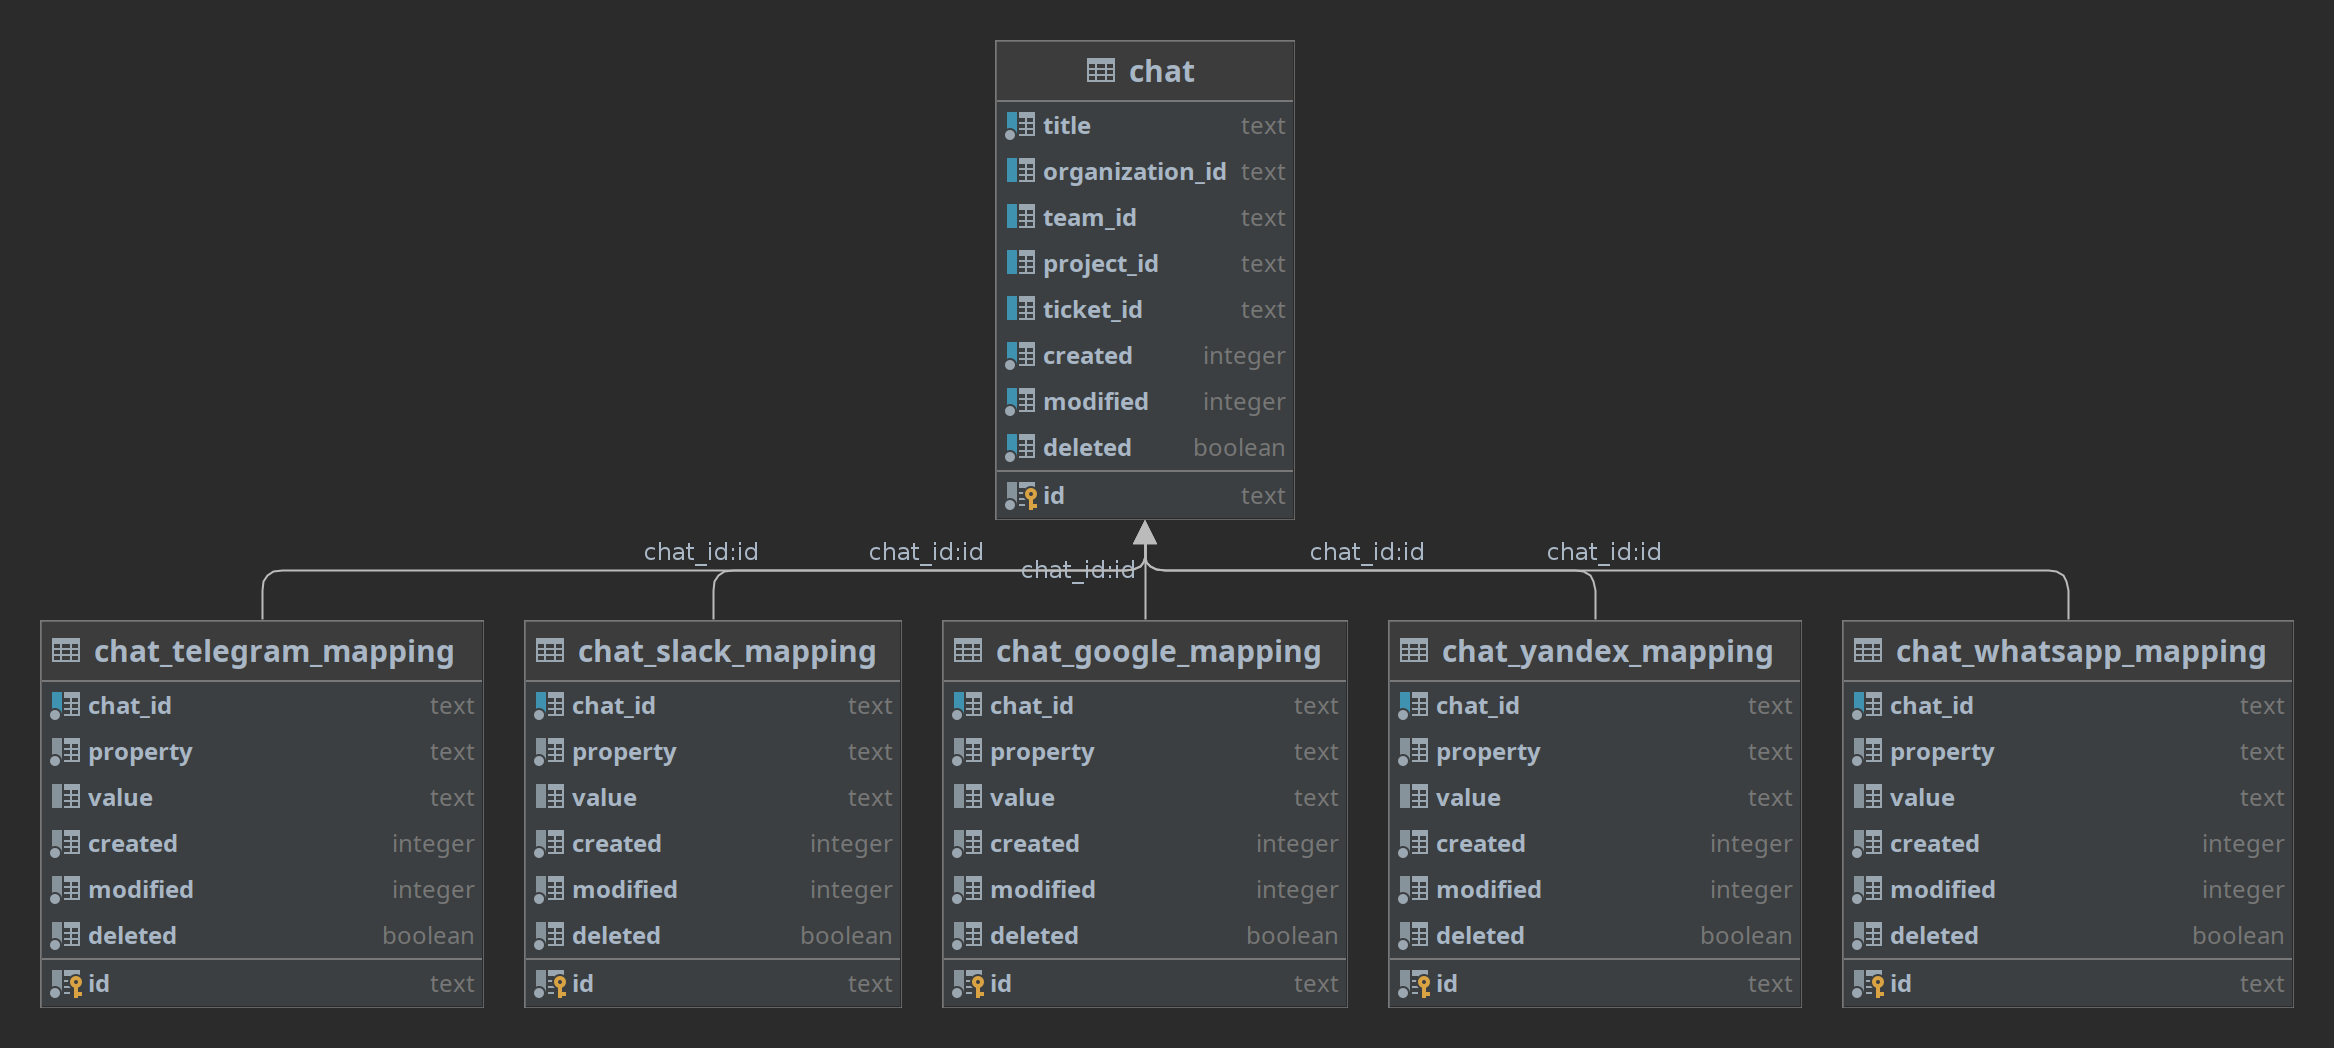 chat
title text
organization_id text
team_id text
project_id text
ticket_id text
created integer
modified integer
deleted boolean
id text
chat_id:id
chat_id:id
chat_id:id
chat_id:id
chat_id:id
chat_telegram_mapping
chat_id text
property text
value text
created integer
modified integer
deleted boolean
id text
chat_slack_mapping
chat_id text
property text
value text
created integer
modified integer
deleted boolean
id text
chat_google_mapping
chat_id text
property text
value text
created integer
modified integer
deleted boolean
id text
chat_yandex_mapping
chat_id text
property text
value text
created integer
modified integer
deleted boolean
id text
chat_whatsapp_mapping
chat_id text
property text
value text
created integer
modified integer
deleted boolean
id text